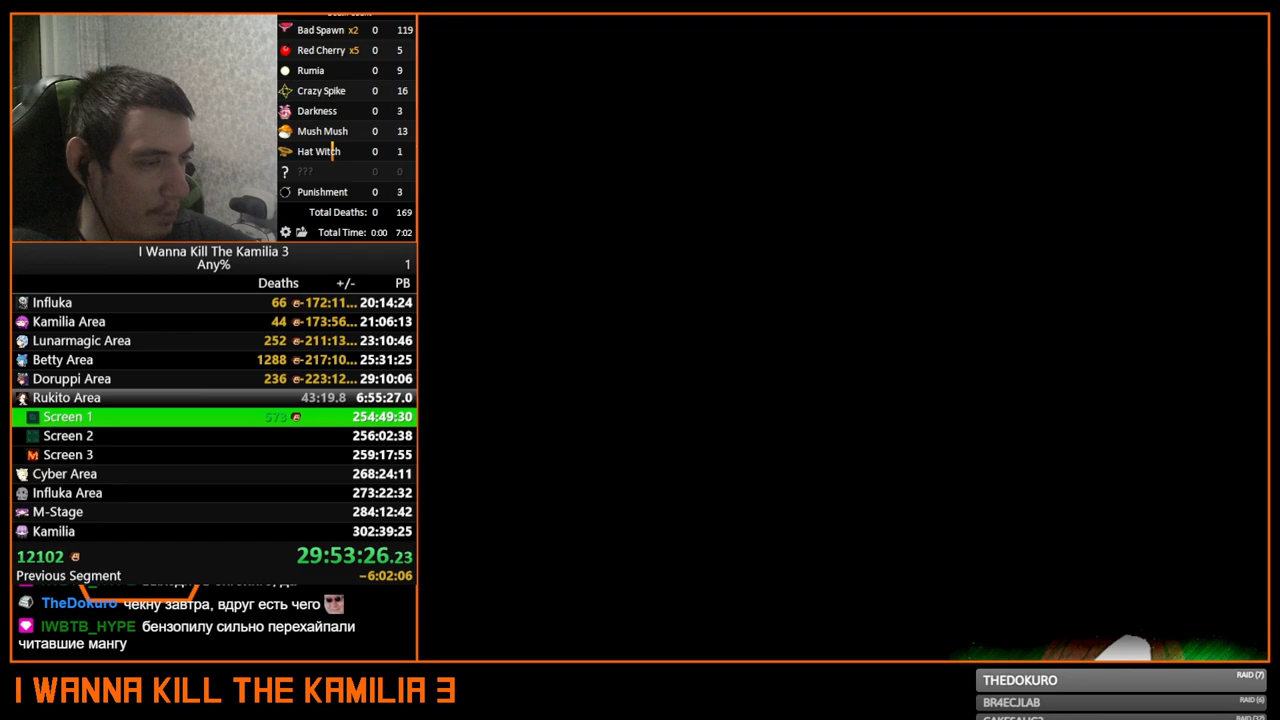 Bad Spawn x2 0 119
Red Cherry x5 0 5
Rumia 0 9
Crazy Spike 0 16
Darkness 0 3
Mush Mush 0 13
Hat Witch 0 1
? ??? 0 0
Punishment 0 3
Total Deaths: 0 169
Total Time: 0:00 7:02
I Wanna Kill The Kamilia 3
Any% 1
Deaths +/- PB
Influka 66 -172:11... 20:14:24
Kamilia Area 44 -173:56... 21:06:13
Lunarmagic Area 252 -211:13... 23:10:46
Betty Area 1288 -217:10... 25:31:25
Doruppi Area 236 -223:12... 29:10:06
Rukito Area 43:19.8 6:55:27.0
Screen 1 573 254:49:30
Screen 2 256:02:38
M Screen 3 259:17:55
Cyber Area 268:24:11
Influka Area 273:22:32
M-Stage 284:12:42
Kamilia 302:39:25
12102 29:53:26.23
Previous Segment −6:02:06
TheDokuro чекну завтра, вдруг есть чего
IWBTB_HYPE бензопилу сильно перехайпали
читавшие мангу
I WANNA KILL THE KAMILIA 3
THEDOKURO RAID (7)
BR4ECJLAB RAID (6)